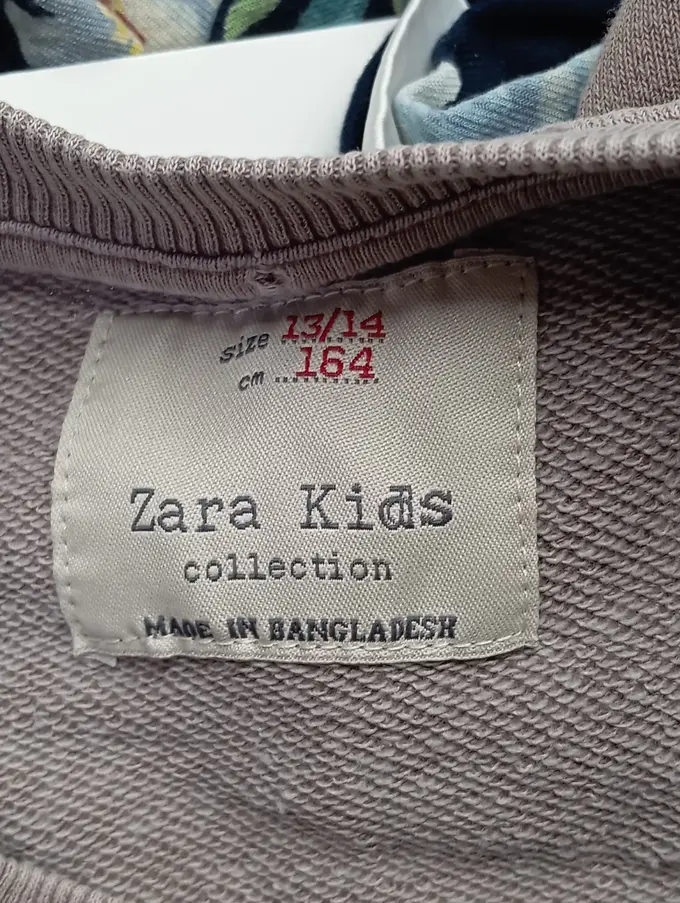 size 13/14
cm 164
Zara Kids
collection
MADE IN BANGLADESH